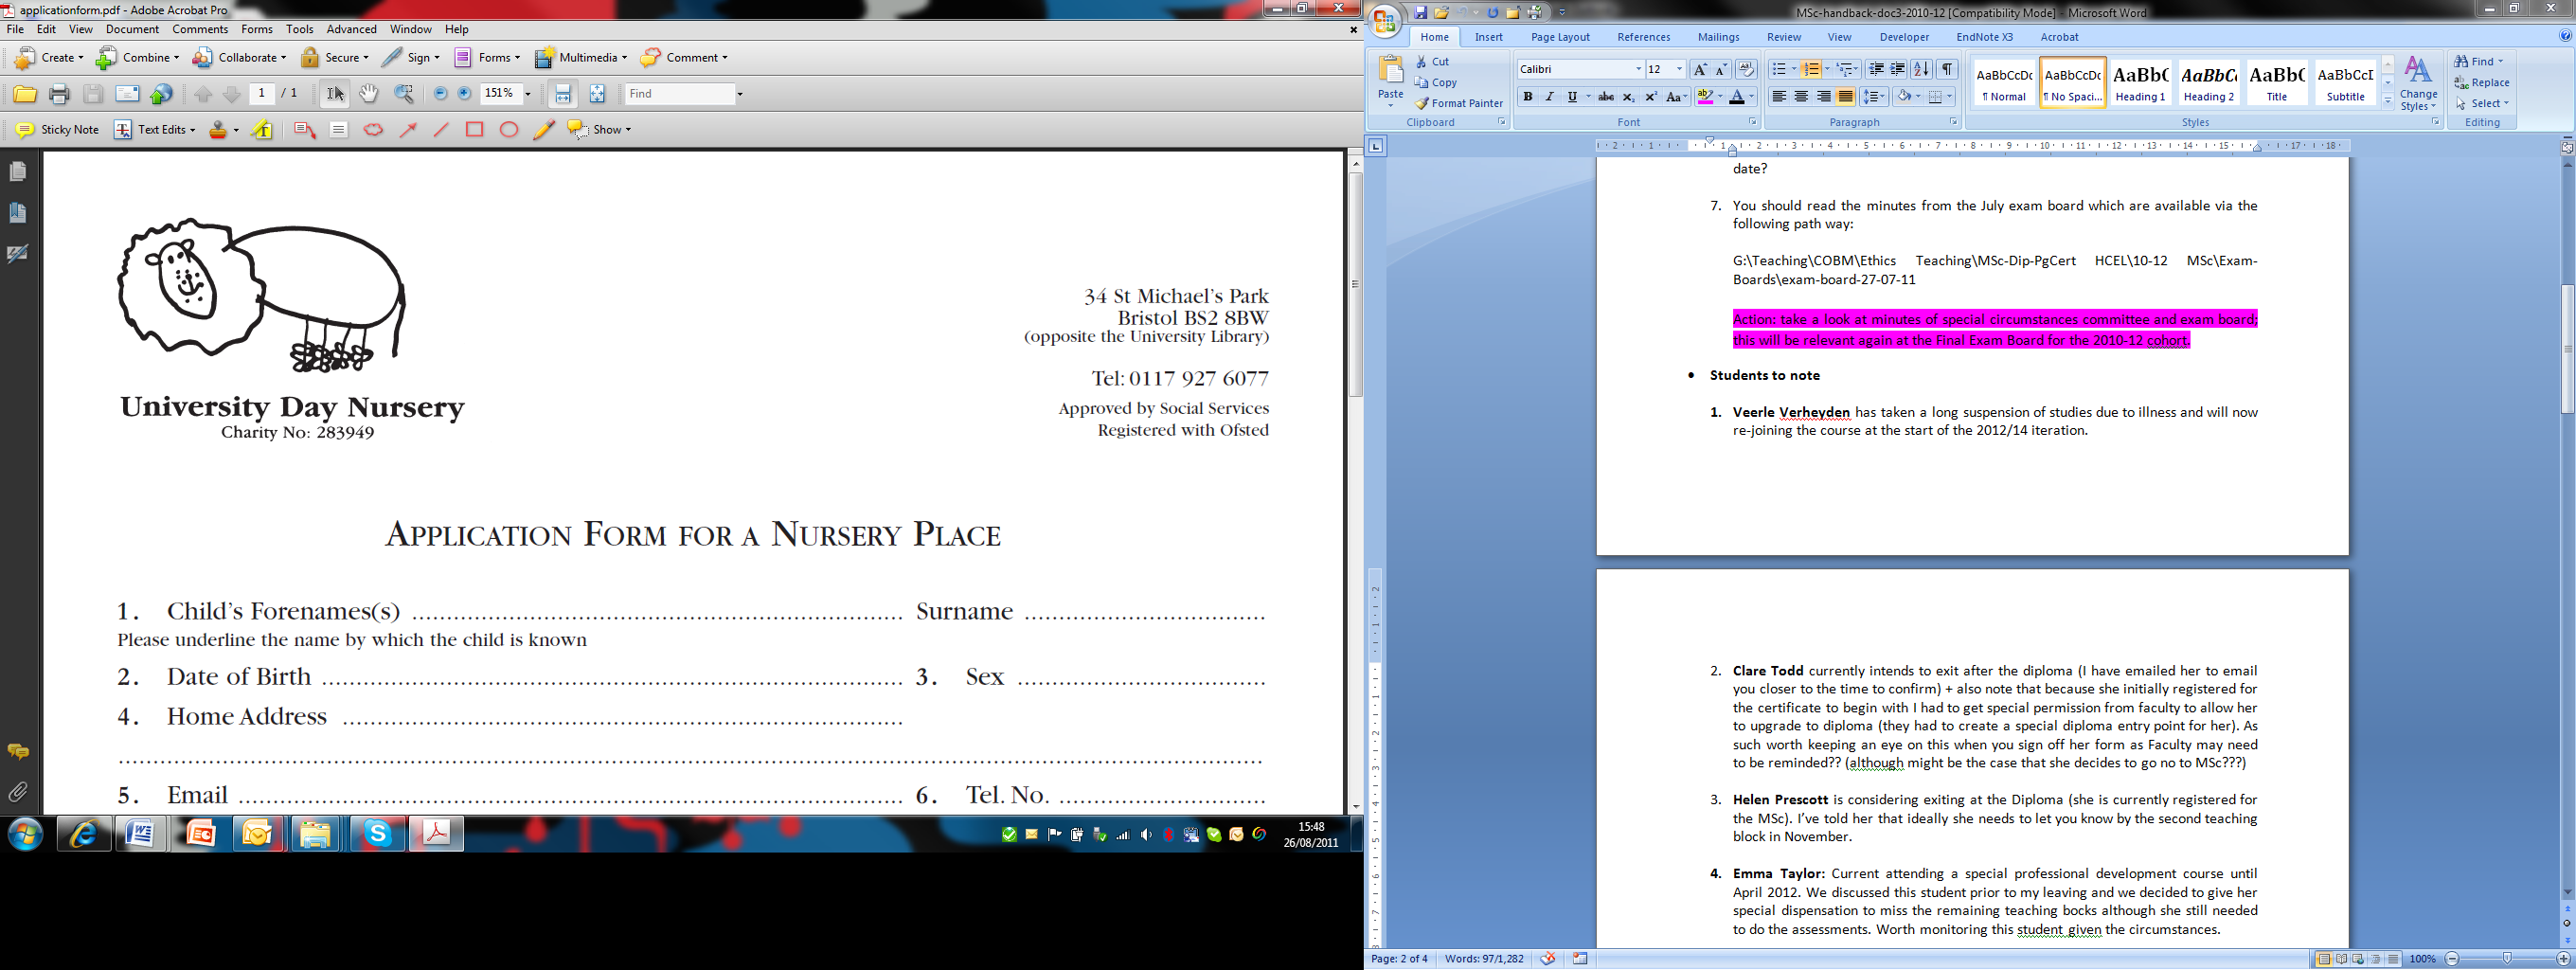 applicationform.pdf - Adobe Acrobat Pro
File Edit View Document Comments Forms Tools Advanced Window Help
Create Combine Collaborate Secure Sign Forms Multimedia Comment
1 / 1 151% Find
Sticky Note Text Edits Show
34 St Michael's Park
Bristol BS2 8BW
(opposite the University Library)
Tel: 0117 927 6077
Approved by Social Services
Registered with Ofsted
University Day Nursery
Charity No: 283949
Application Form for a Nursery Place
1. Child's Forenames(s) ........ Surname ........
Please underline the name by which the child is known
2. Date of Birth ........ 3. Sex ........
4. Home Address ........
5. Email ........ 6. Tel. No. ........
15:48
26/08/2011
MSc-handback-doc3-2010-12 [Compatibility Mode] - Microsoft Word
Home Insert Page Layout References Mailings Review View Developer EndNote X3 Acrobat
Paste Cut Copy Format Painter
Calibri 12
AaBbCcDc AaBbCcDc AaBbC AaBbC AaBb( AaBbCcI
¶ Normal ¶ No Spaci... Heading 1 Heading 2 Title Subtitle
Change Styles
Find Replace Select
Clipboard Font Paragraph Styles Editing
date?
7. You should read the minutes from the July exam board which are available via the
following path way:
G:\Teaching\COBM\Ethics Teaching\MSc-Dip-PgCert HCEL\10-12 MSc\Exam-
Boards\exam-board-27-07-11
Action: take a look at minutes of special circumstances committee and exam board;
this will be relevant again at the Final Exam Board for the 2010-12 cohort.
• Students to note
1. Veerle Verheyden has taken a long suspension of studies due to illness and will now
re-joining the course at the start of the 2012/14 iteration.
2. Clare Todd currently intends to exit after the diploma (I have emailed her to email
you closer to the time to confirm) + also note that because she initially registered for
the certificate to begin with I had to get special permission from faculty to allow her
to upgrade to diploma (they had to create a special diploma entry point for her). As
such worth keeping an eye on this when you sign off her form as Faculty may need
to be reminded?? (although might be the case that she decides to go no to MSc???)
3. Helen Prescott is considering exiting at the Diploma (she is currently registered for
the MSc). I've told her that ideally she needs to let you know by the second teaching
block in November.
4. Emma Taylor: Current attending a special professional development course until
April 2012. We discussed this student prior to my leaving and we decided to give her
special dispensation to miss the remaining teaching bocks although she still needed
to do the assessments. Worth monitoring this student given the circumstances.
Page: 2 of 4 Words: 97/1,282 100%